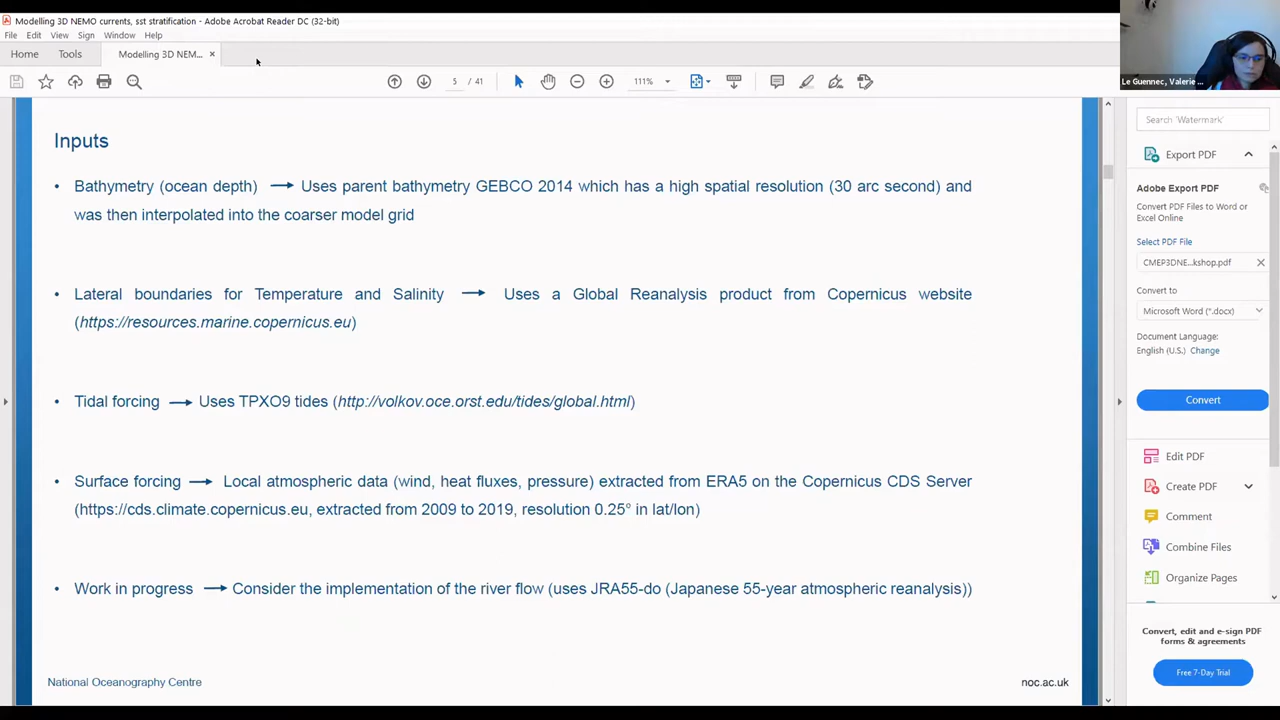 Modelling 3D NEMO currents, sst stratification - Adobe Acrobat Reader DC (32-bit)
File Edit View Sign Window Help
Home Tools Modelling 3D NEM... ×
5 / 41 111%
Le Guennec, Valerie ...
Inputs
• Bathymetry (ocean depth) → Uses parent bathymetry GEBCO 2014 which has a high spatial resolution (30 arc second) and
was then interpolated into the coarser model grid
• Lateral boundaries for Temperature and Salinity → Uses a Global Reanalysis product from Copernicus website
(https://resources.marine.copernicus.eu)
• Tidal forcing → Uses TPXO9 tides (http://volkov.oce.orst.edu/tides/global.html)
• Surface forcing → Local atmospheric data (wind, heat fluxes, pressure) extracted from ERA5 on the Copernicus CDS Server
(https://cds.climate.copernicus.eu, extracted from 2009 to 2019, resolution 0.25° in lat/lon)
• Work in progress → Consider the implementation of the river flow (uses JRA55-do (Japanese 55-year atmospheric reanalysis))
National Oceanography Centre
noc.ac.uk
Search 'Watermark'
Export PDF
Adobe Export PDF
Convert PDF Files to Word or
Excel Online
Select PDF File
CMEP3DNE...kshop.pdf
Convert to
Microsoft Word (*.docx)
Document Language:
English (U.S.) Change
Convert
Edit PDF
Create PDF
Comment
Combine Files
Organize Pages
Convert, edit and e-sign PDF
forms & agreements
Free 7-Day Trial